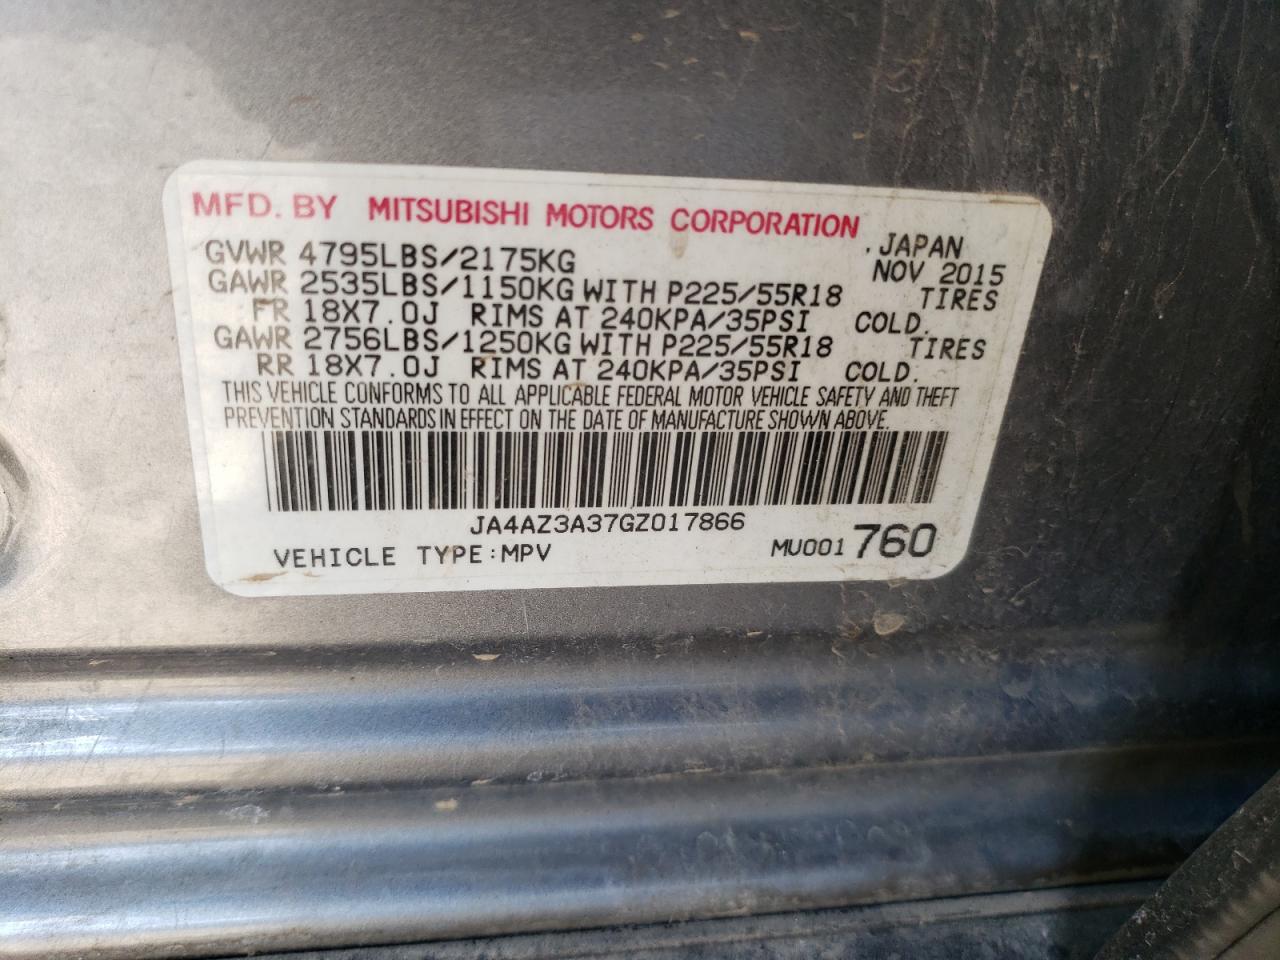 MFD. BY MITSUBISHI MOTORS CORPORATION
. JAPAN
GVWR 4795LBS/2175KG NOV 2015
GAWR 2535LBS/1150KG WITH P225/55R18 TIRES
FR 18X7.0J RIMS AT 240KPA/35PSI COLD.
GAWR 2756LBS/1250KG WITH P225/55R18 TIRES
RR 18X7.0J RIMS AT 240KPA/35PSI COLD.
THIS VEHICLE CONFORMS TO ALL APPLICABLE FEDERAL MOTOR VEHICLE SAFETY AND THEFT
PREVENTION STANDARDS IN EFFECT ON THE DATE OF MANUFACTURE SHOWN ABOVE.
JA4AZ3A37GZ017866
VEHICLE TYPE:MPV MU001 760